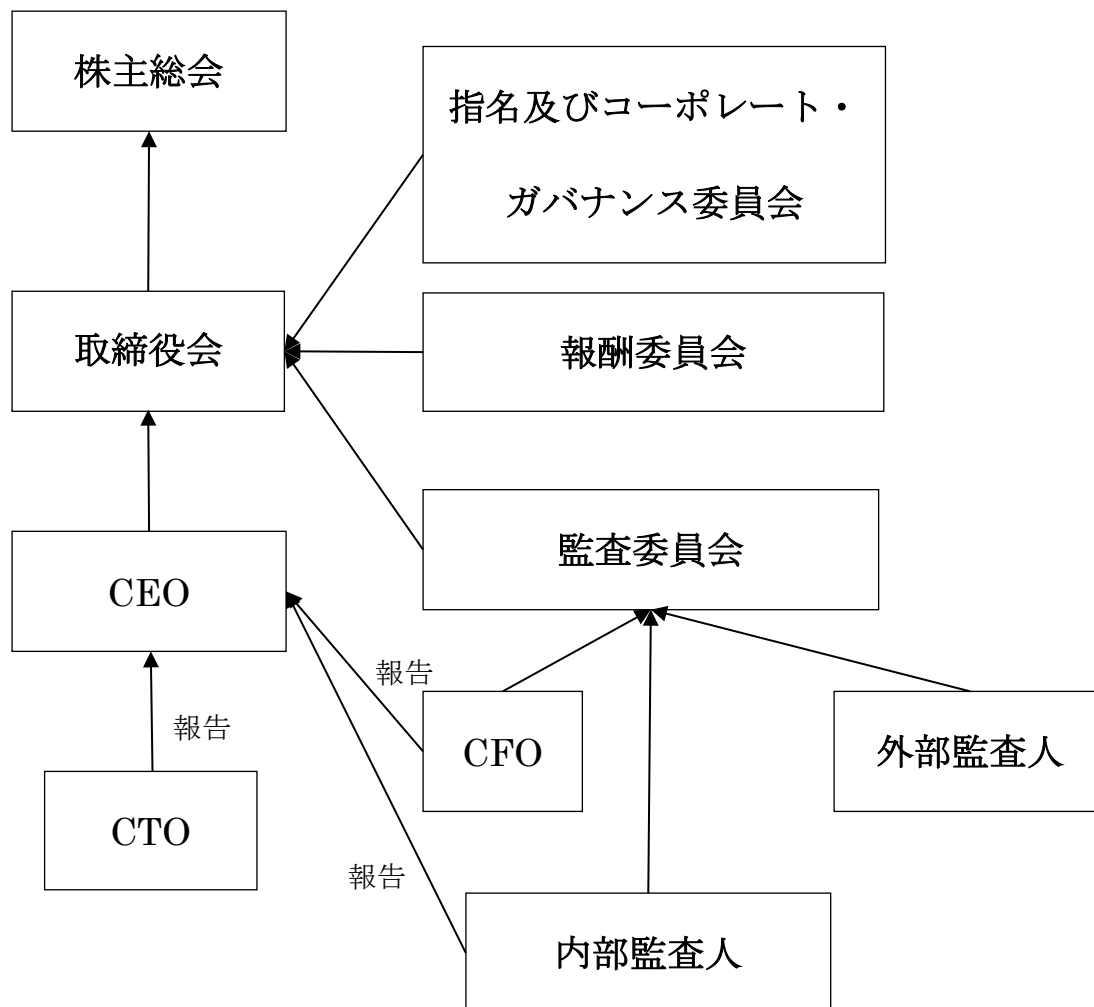 株主総会
指名及びコーポレート・
ガバナンス委員会
取締役会
報酬委員会
監査委員会
CEO
報告
報告
CFO
外部監査人
CTO
報告
内部監査人